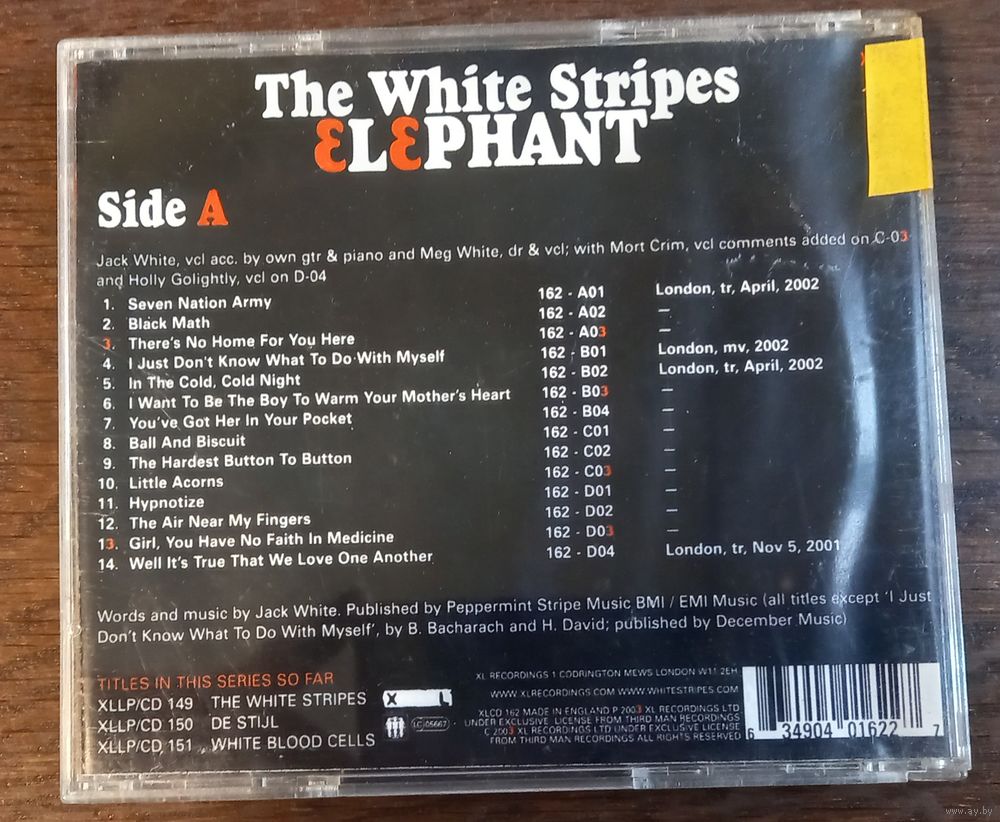 The White Stripes
ELEPHANT
Side A
Jack White, vcl acc. by own gtr & piano and Meg White, dr & vcl; with Mort Crim, vcl comments added on C-03
and Holly Golightly, vcl on D-04
1. Seven Nation Army 162 - A01 London, tr, April, 2002
2. Black Math 162 - A02 –
3. There's No Home For You Here 162 - A03 –
4. I Just Don't Know What To Do With Myself 162 - B01 London, mv, 2002
5. In The Cold, Cold Night 162 - B02 London, tr, April, 2002
6. I Want To Be The Boy To Warm Your Mother's Heart 162 - B03 –
7. You've Got Her In Your Pocket 162 - B04 –
8. Ball And Biscuit 162 - C01 –
9. The Hardest Button To Button 162 - C02 –
10. Little Acorns 162 - C03 –
11. Hypnotize 162 - D01 –
12. The Air Near My Fingers 162 - D02 –
13. Girl, You Have No Faith In Medicine 162 - D03 –
14. Well It's True That We Love One Another 162 - D04 London, tr, Nov 5, 2001
Words and music by Jack White. Published by Peppermint Stripe Music BMI / EMI Music (all titles except 'I Just
Don't Know What To Do With Myself', by B. Bacharach and H. David; published by December Music)
TITLES IN THIS SERIES SO FAR
XLLP/CD 149 THE WHITE STRIPES
XLLP/CD 150 DE STIJL
XLLP/CD 151 WHITE BLOOD CELLS
XL
LC 05667
XL RECORDINGS 1 CODRINGTON MEWS LONDON W11 2EH
WWW.XLRECORDINGS.COM WWW.WHITESTRIPES.COM
XLCD 162 MADE IN ENGLAND P 2003 XL RECORDINGS LTD
UNDER EXCLUSIVE LICENSE FROM THIRD MAN RECORDINGS
C 2003 XL RECORDINGS LTD UNDER EXCLUSIVE LICENSE
FROM THIRD MAN RECORDINGS ALL RIGHTS RESERVED
6 34904 01622 7
www.ay.by